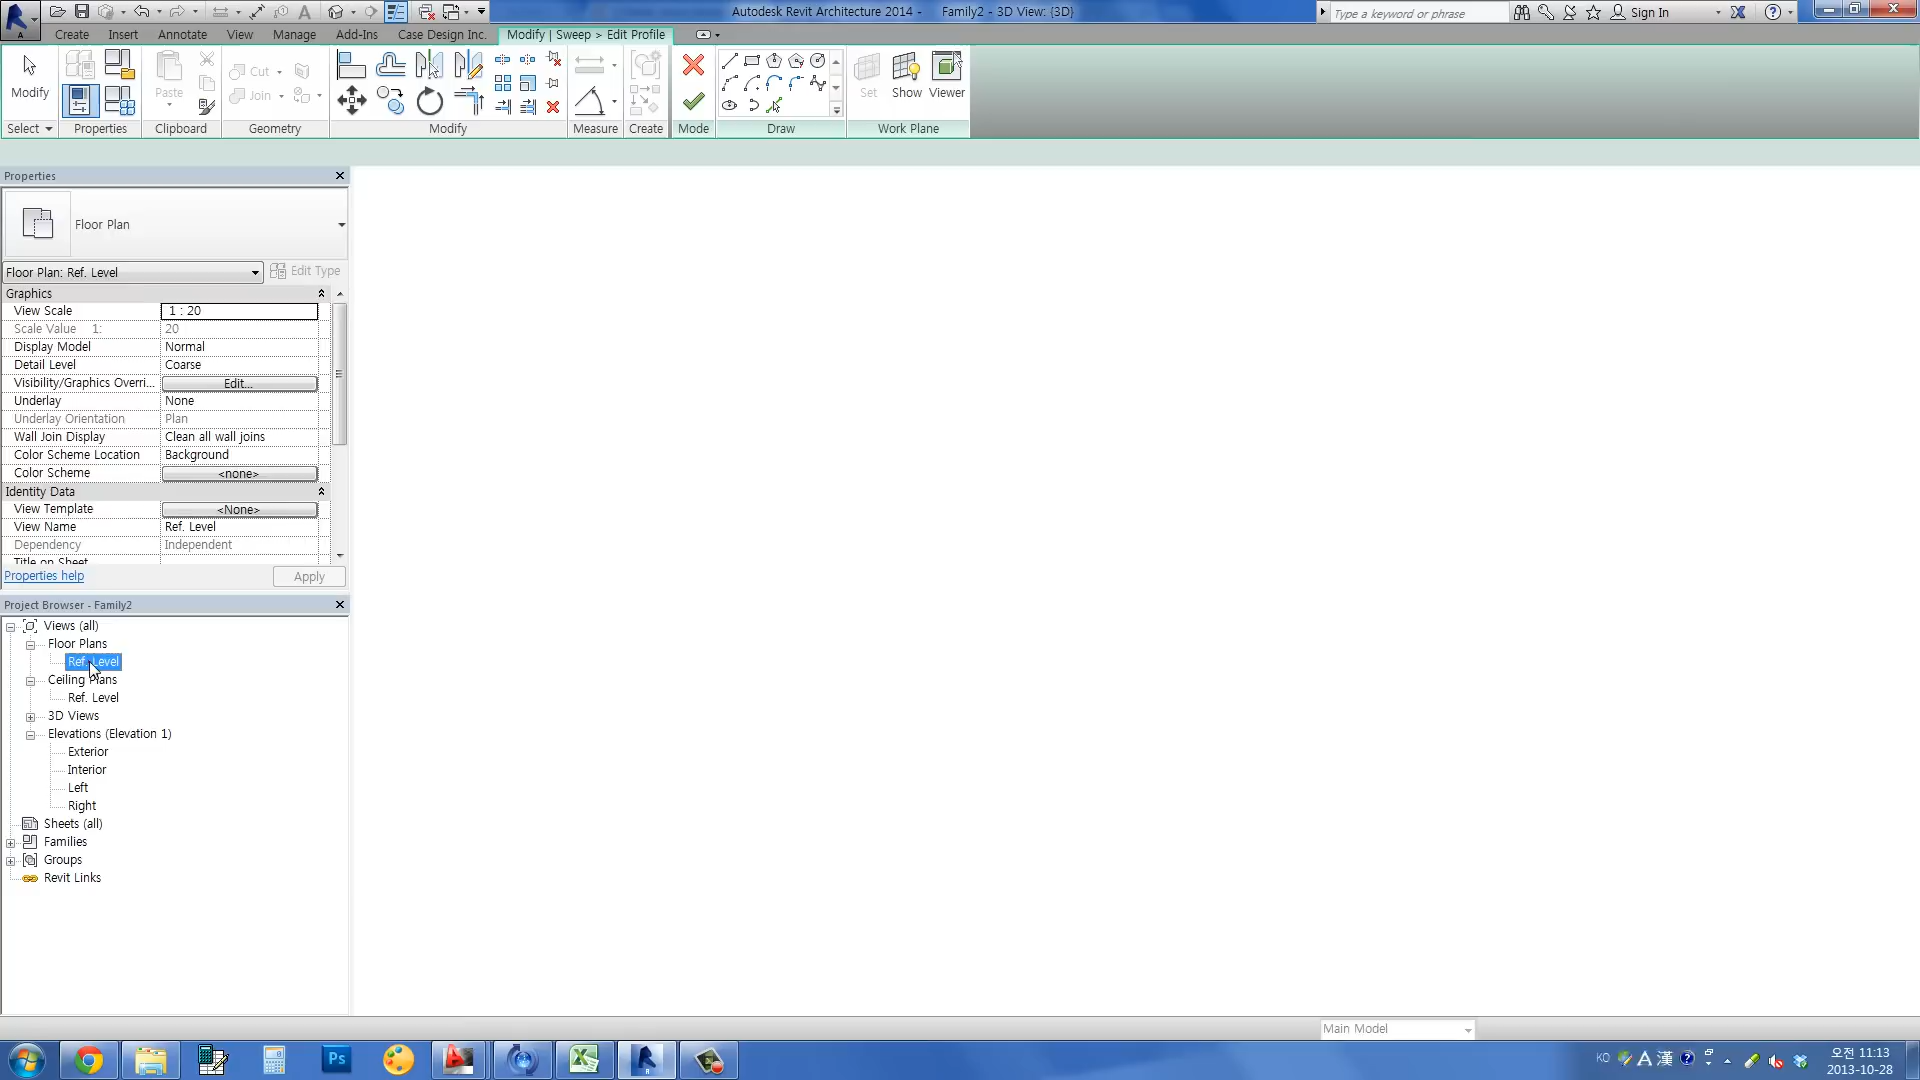 Autodesk Revit Architecture 2014 - Family2 - 3D View: {3D}
Type a keyword or phrase
Sign In
Create Insert Annotate View Manage Add-Ins Case Design Inc. Modify | Sweep > Edit Profile
Modify
Paste
Cut
Join
Set
Show
Viewer
Select
Properties
Clipboard
Geometry
Modify
Measure
Create
Mode
Draw
Work Plane
Properties
Floor Plan
Floor Plan: Ref. Level
Edit Type
Graphics
View Scale 1 : 20
Scale Value 1: 20
Display Model Normal
Detail Level Coarse
Visibility/Graphics Overri... Edit...
Underlay None
Underlay Orientation Plan
Wall Join Display Clean all wall joins
Color Scheme Location Background
Color Scheme <none>
Identity Data
View Template <None>
View Name Ref. Level
Dependency Independent
Title on Sheet
Properties help
Apply
Project Browser - Family2
Views (all)
Floor Plans
Ref. Level
Ceiling Plans
Ref. Level
3D Views
Elevations (Elevation 1)
Exterior
Interior
Left
Right
Sheets (all)
Families
Groups
Revit Links
Main Model
Ps
KO
A 漢
오전 11:13
2013-10-28